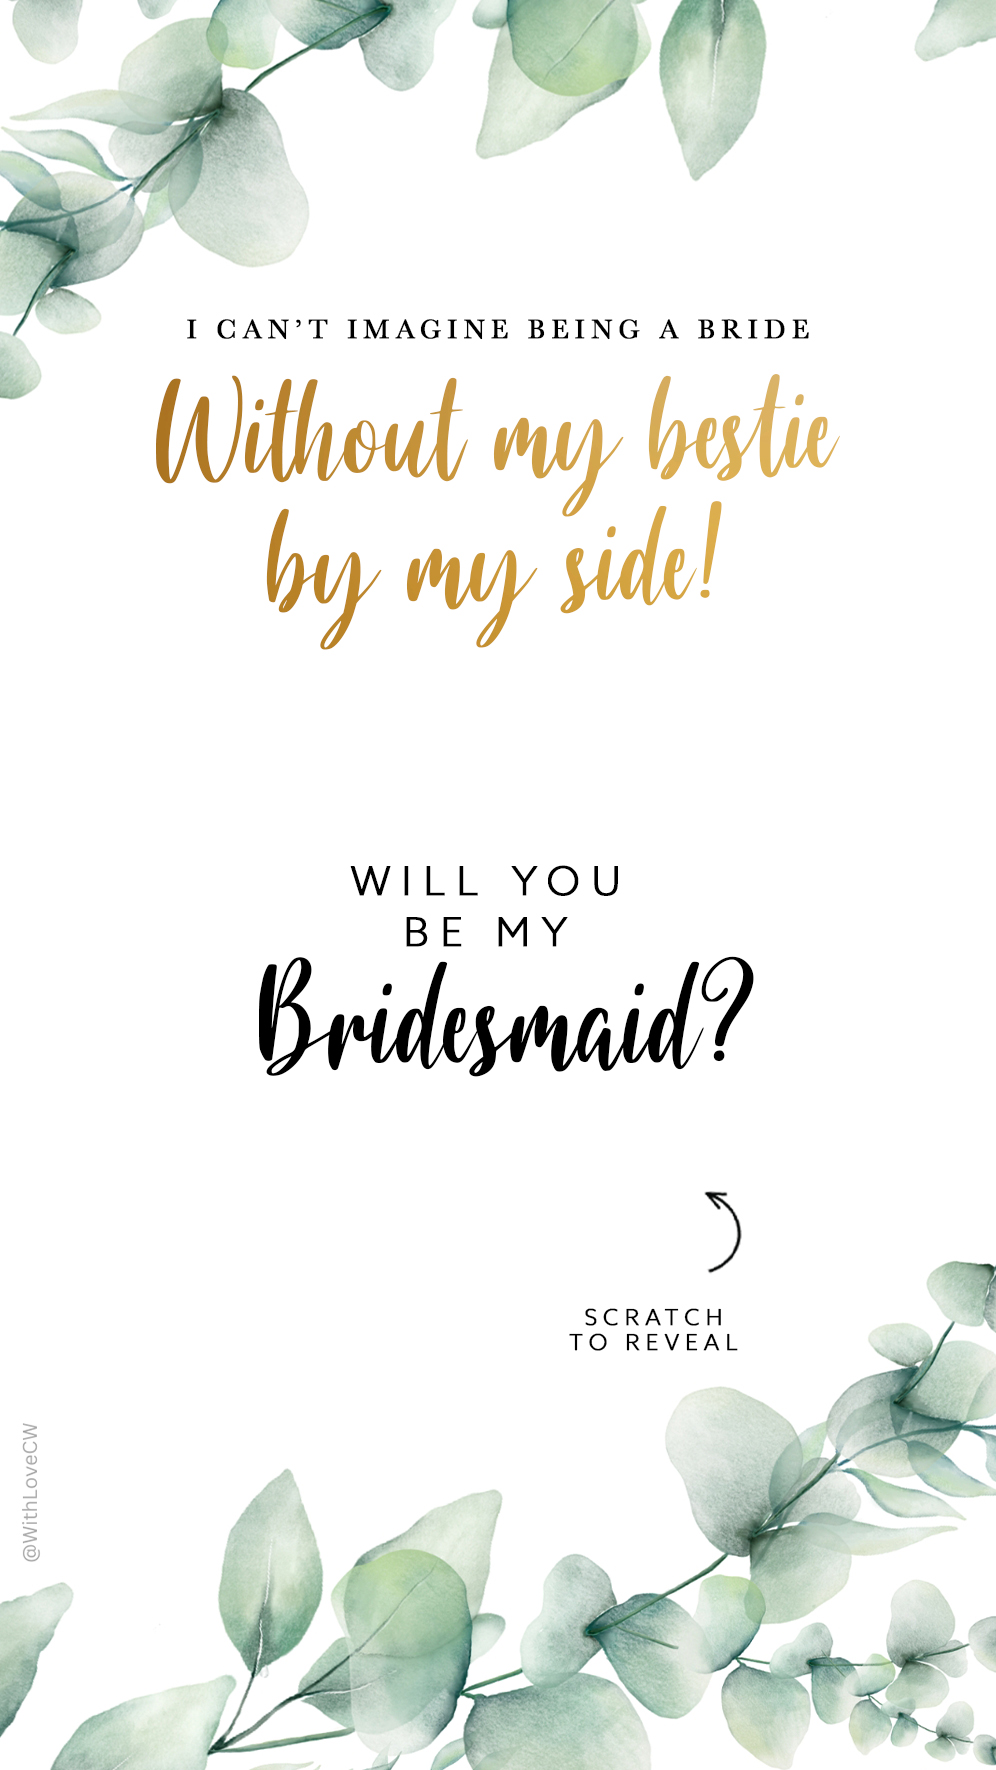 I CAN’T IMAGINE BEING A BRIDE
Without my bestie
by my side!
WILL YOU
BE MY
Bridesmaid?
SCRATCH
TO REVEAL
@WithLoveCW